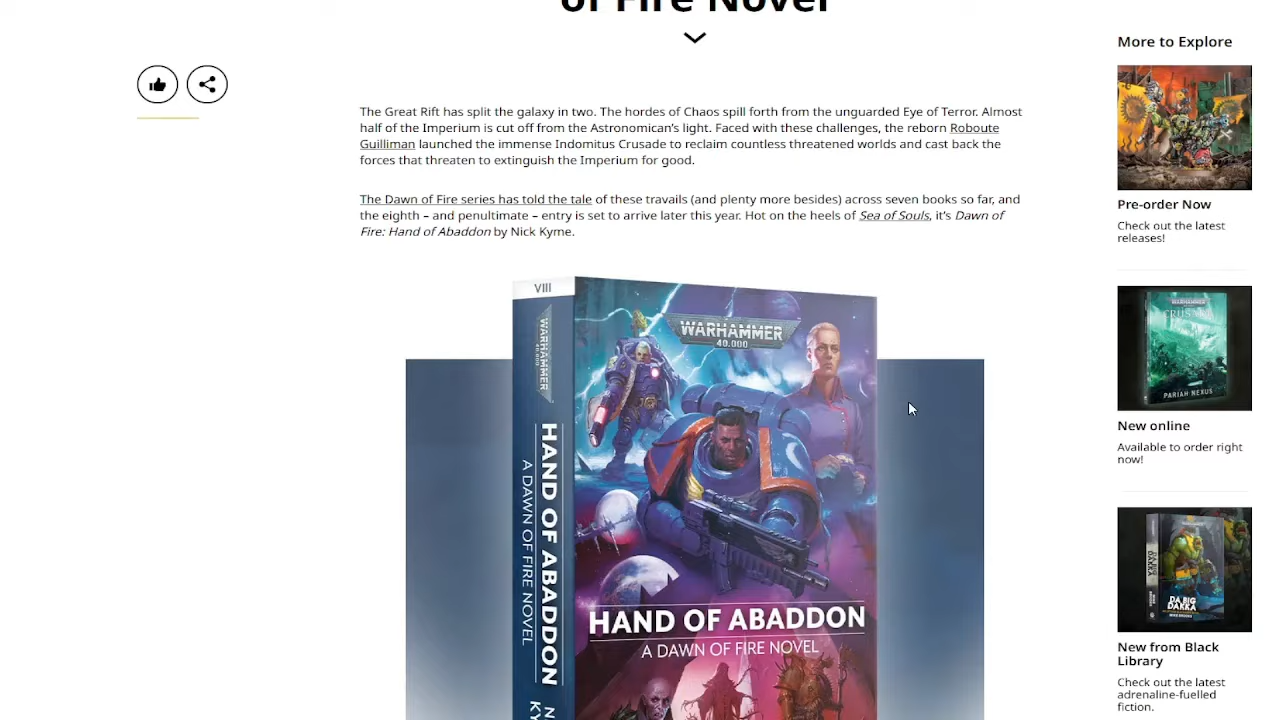 of Fire Novel
The Great Rift has split the galaxy in two. The hordes of Chaos spill forth from the unguarded Eye of Terror. Almost
half of the Imperium is cut off from the Astronomican's light. Faced with these challenges, the reborn Roboute
Guilliman launched the immense Indomitus Crusade to reclaim countless threatened worlds and cast back the
forces that threaten to extinguish the Imperium for good.
The Dawn of Fire series has told the tale of these travails (and plenty more besides) across seven books so far, and
the eighth – and penultimate – entry is set to arrive later this year. Hot on the heels of Sea of Souls, it's Dawn of
Fire: Hand of Abaddon by Nick Kyme.
VIII
WARHAMMER
40,000
HAND OF ABADDON
A DAWN OF FIRE NOVEL
WARHAMMER
40,000
HAND OF ABADDON
A DAWN OF FIRE NOVEL
More to Explore
Pre-order Now
Check out the latest
releases!
WARHAMMER
CRUSADE
PARIAH NEXUS
New online
Available to order right
now!
DA BIG
DAKKA
DA BIG
DAKKA
New from Black
Library
Check out the latest
adrenaline-fuelled
fiction.